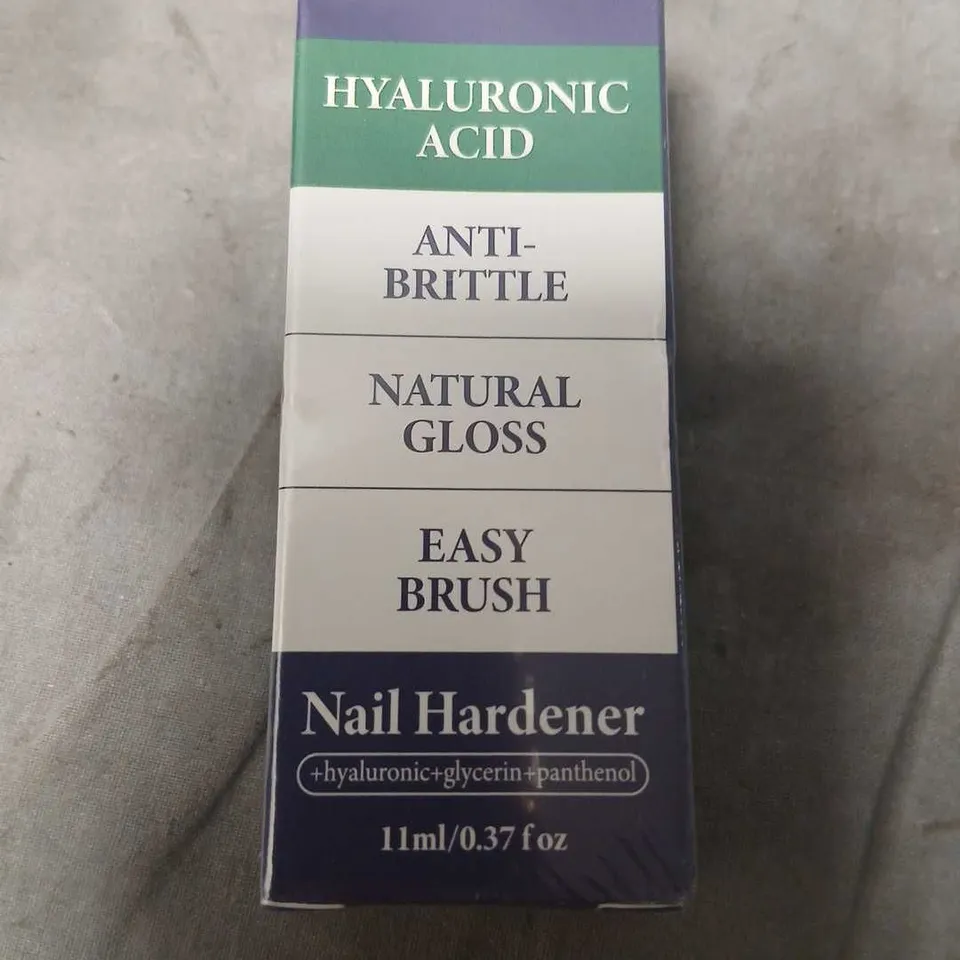 HYALURONIC
ACID
ANTI-
BRITTLE
NATURAL
GLOSS
EASY
BRUSH
Nail Hardener
+hyaluronic+glycerin+panthenol
11ml/0.37 f oz